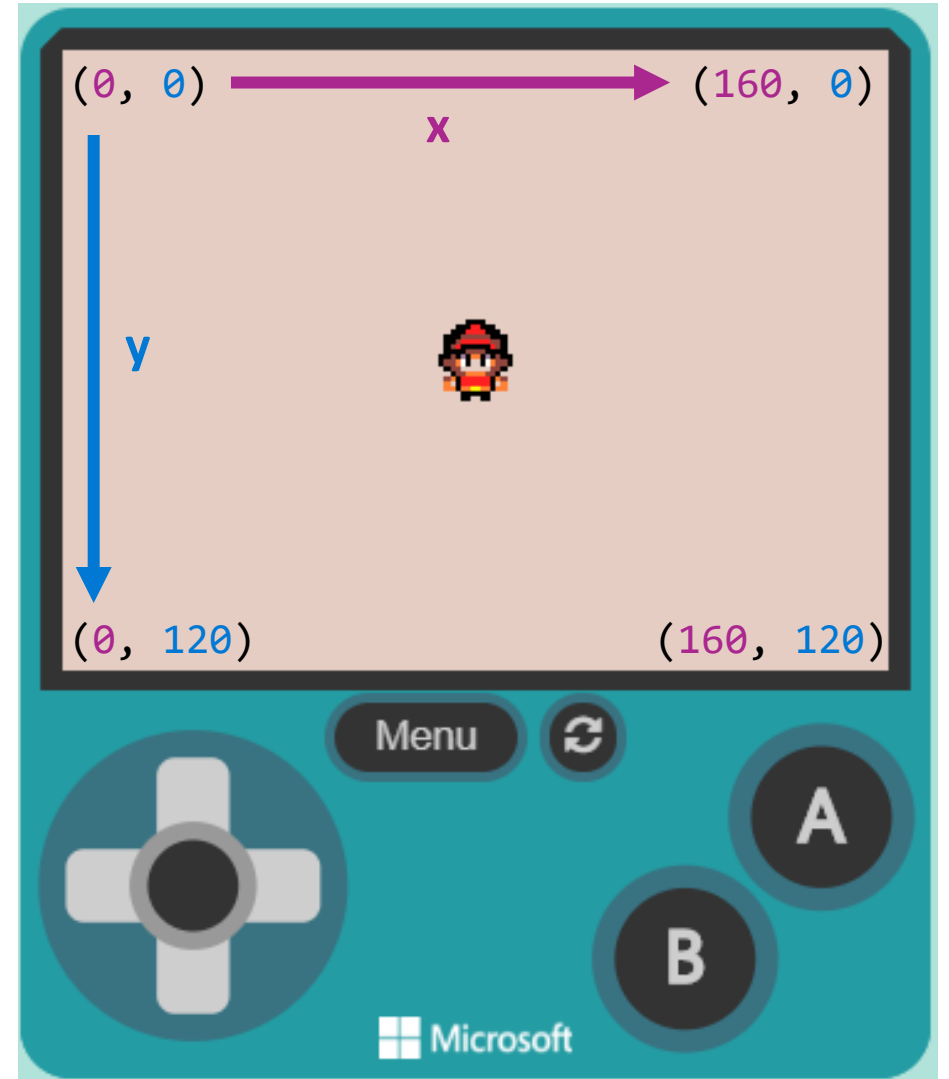 (0, 0) (160, 0)
x
y
(0, 120) (160, 120)
Menu
A
B
Microsoft